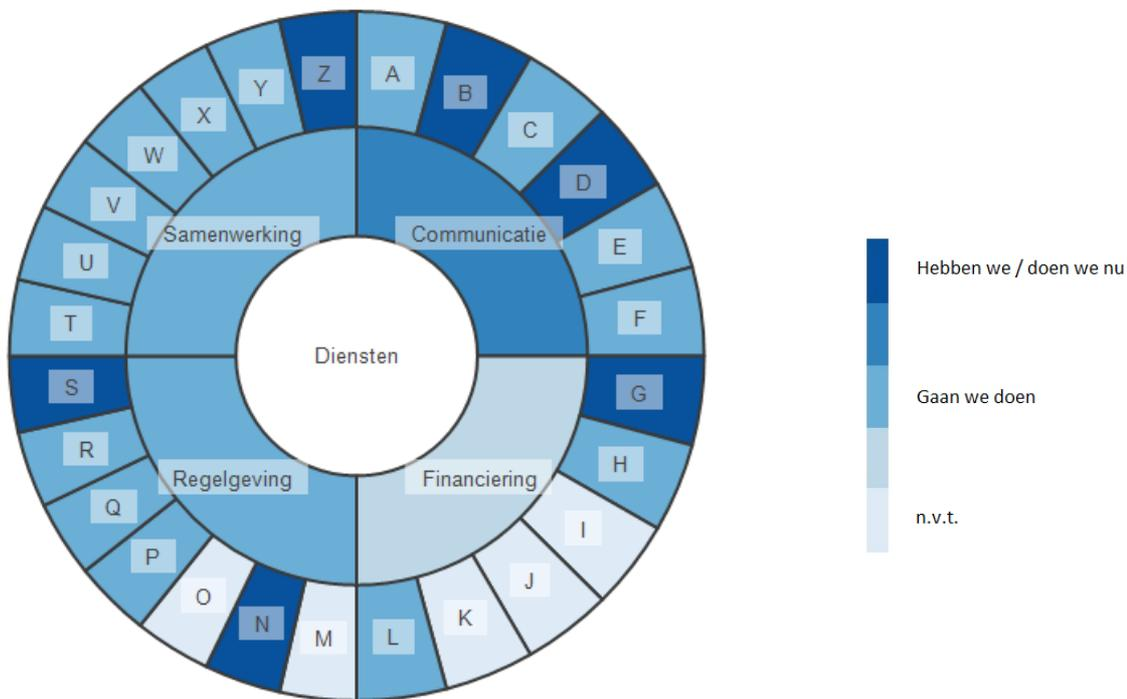 Z
A
Y
B
X
C
W
D
V
Samenwerking
Communicatie
E
U
T
F
Diensten
S
G
R
Regelgeving
Financiering
H
Q
I
P
J
O
N
K
M
L
Hebben we / doen we nu
Gaan we doen
n.v.t.